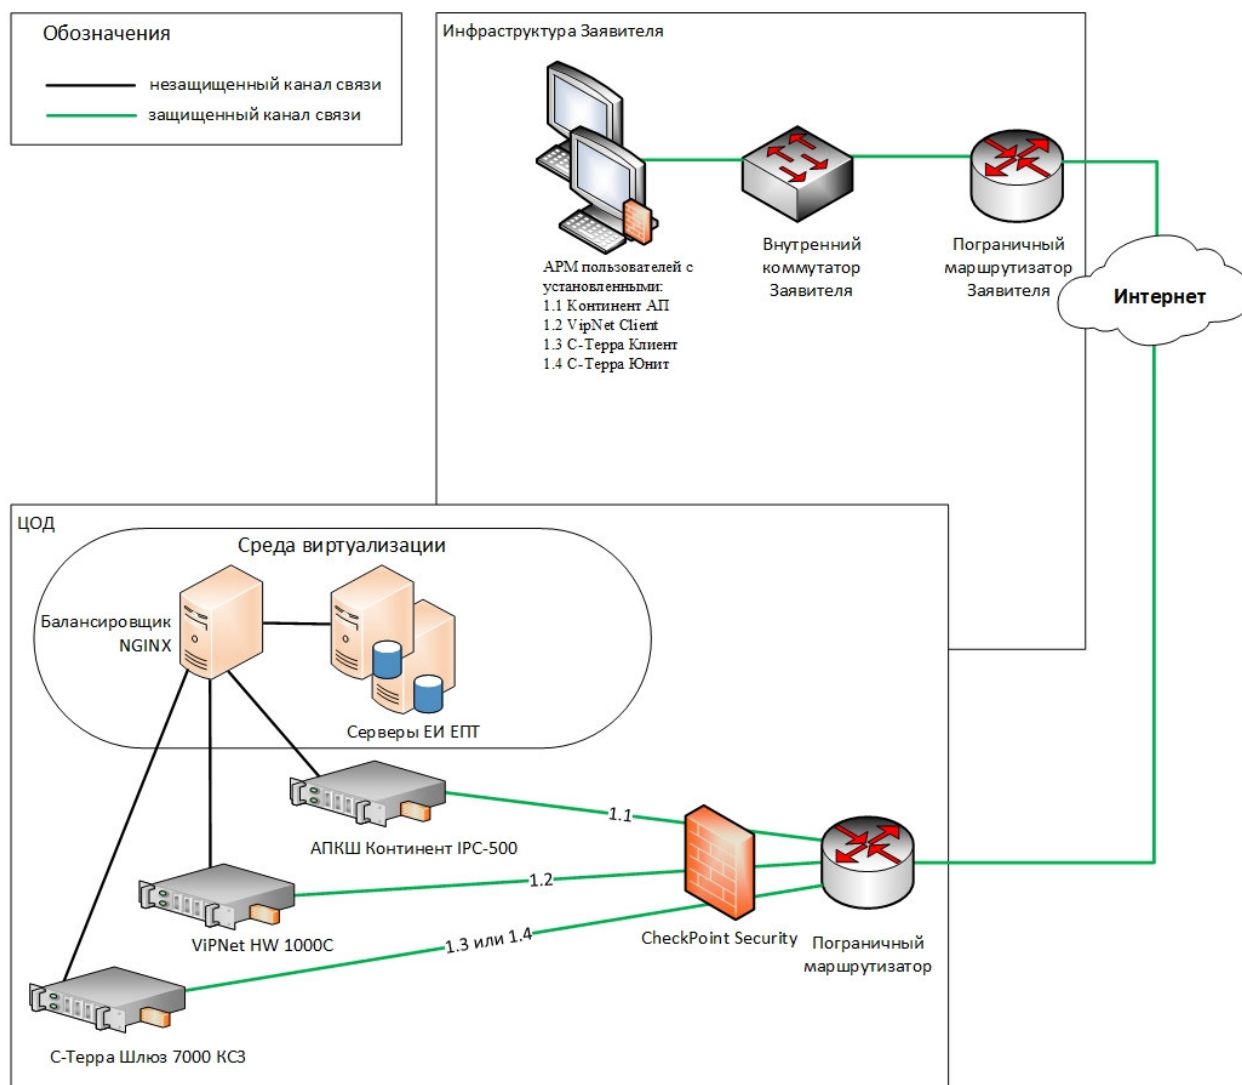 Обозначения
незащищенный канал связи
защищенный канал связи
Инфраструктура Заявителя
АРМ пользователей с
установленными:
1.1 Континент АП
1.2 VipNet Client
1.3 С-Терра Клиент
1.4 С-Терра Юнит
Внутренний
коммутатор
Заявителя
Пограничный
маршрутизатор
Заявителя
Интернет
ЦОД
Среда виртуализации
Балансировщик
NGINX
Серверы ЕИ ЕПТ
АПКШ Континент IPC-500
1.1
ViPNet HW 1000C
1.2
С-Терра Шлюз 7000 КС3
1.3 или 1.4
CheckPoint Security
Пограничный
маршрутизатор